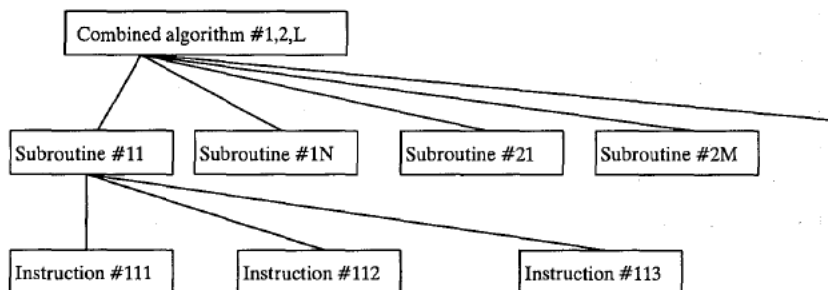 Combined algorithm #1,2,L
Subroutine #11
Subroutine #1N
Subroutine #21
Subroutine #2M
Instruction #111
Instruction #112
Instruction #113